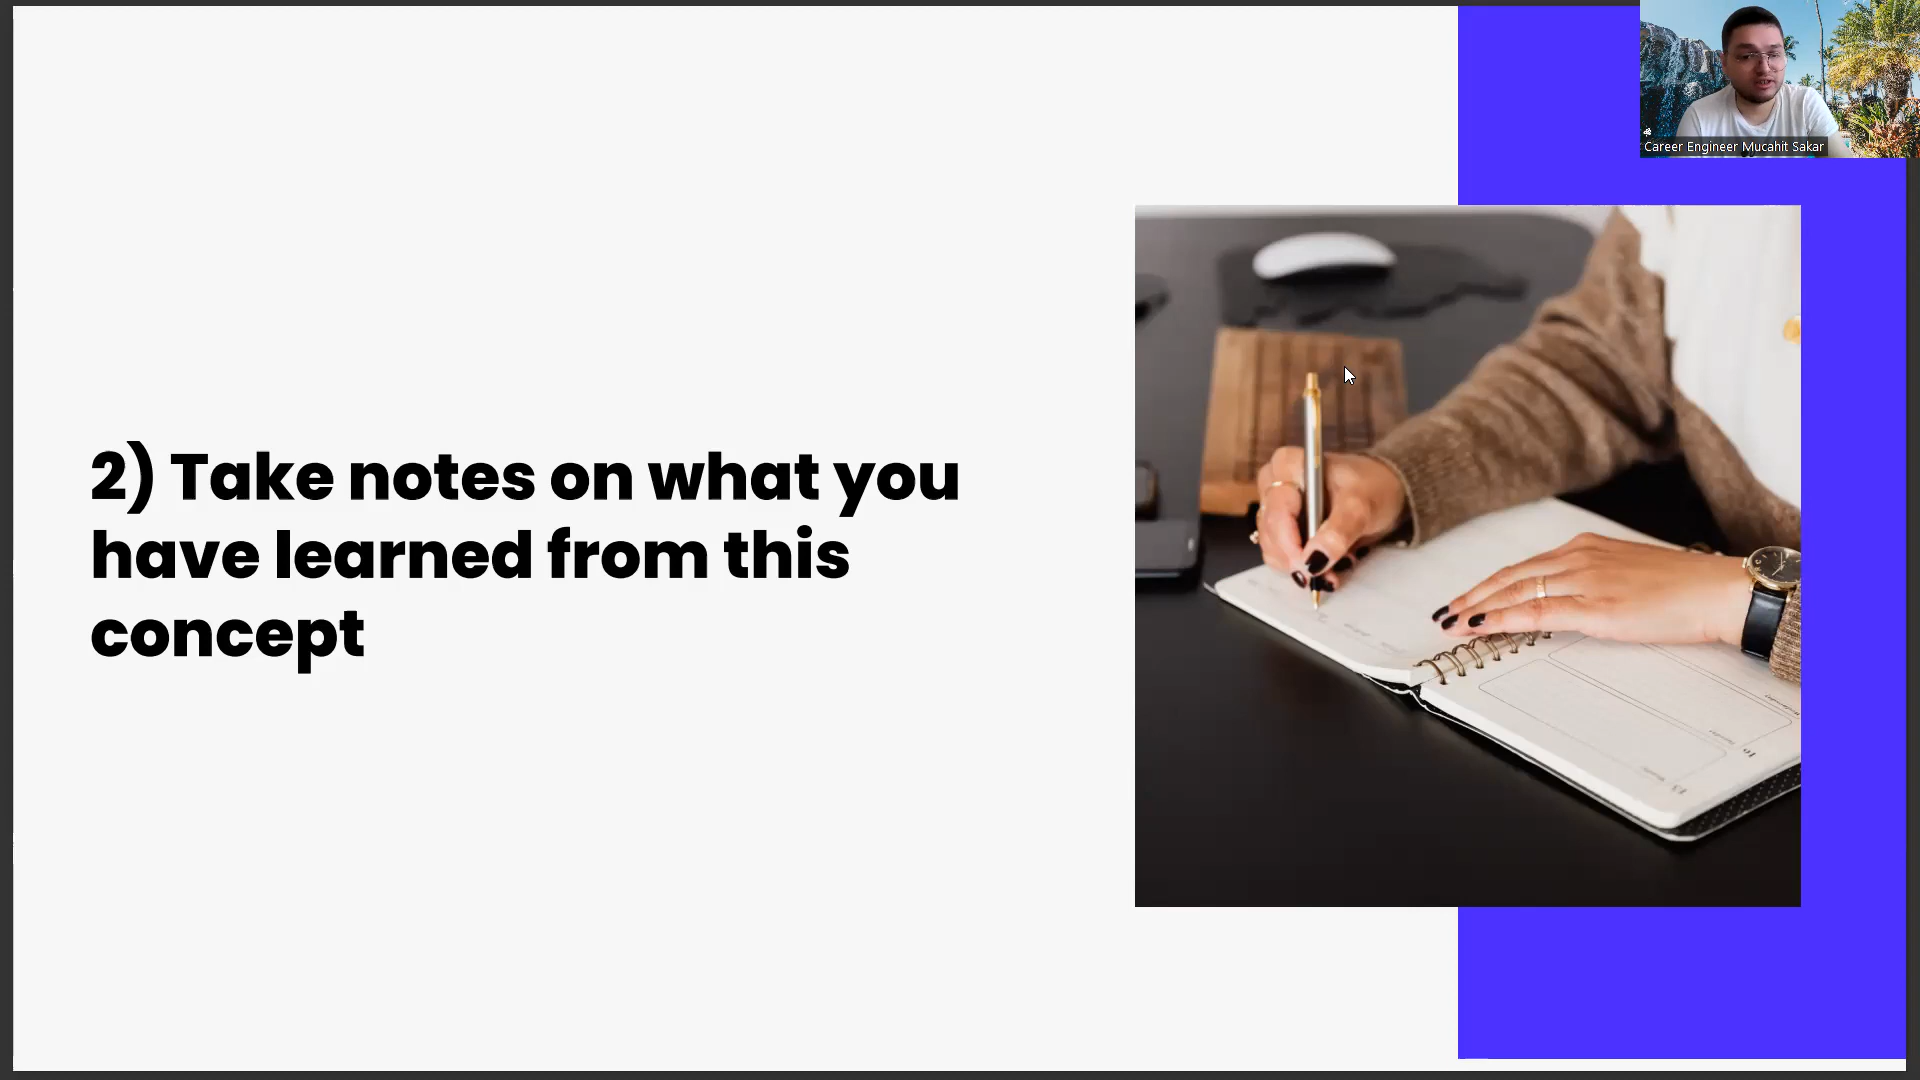 Career Engineer Mucahit Sakar
2) Take notes on what you
have learned from this
concept